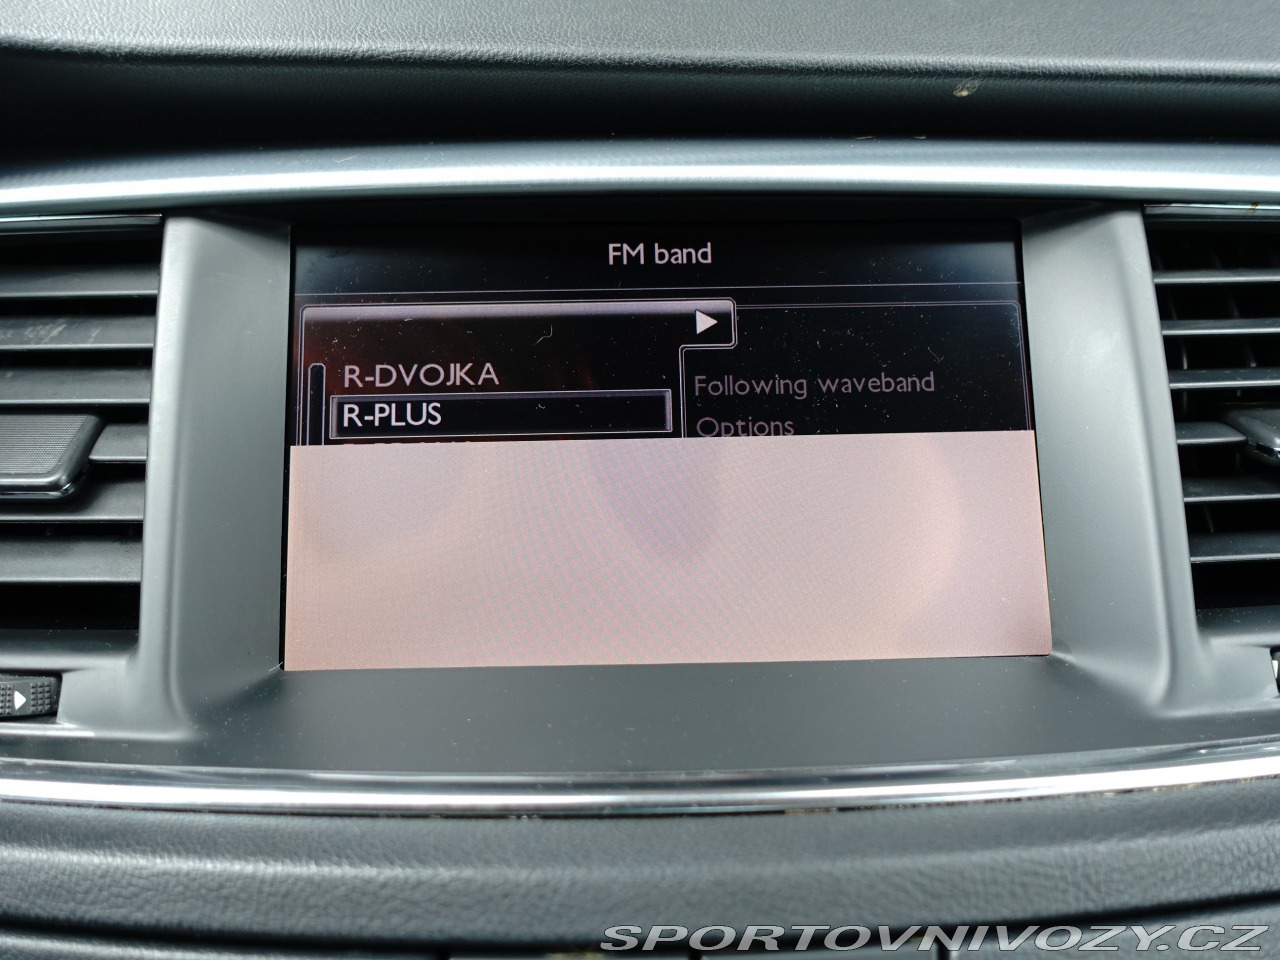 FM band
R-DVOJKA
R-PLUS
Following waveband
Options
SPORTOVNIVOZY.CZ